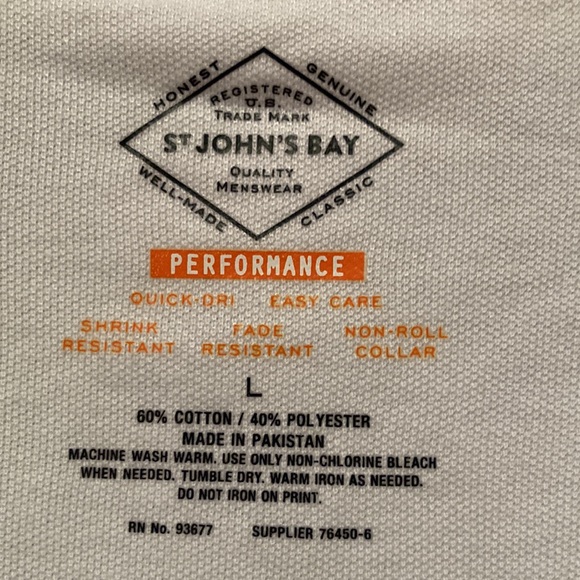 HONEST GENUINE
REGISTERED
U.S.
TRADE MARK
ST JOHN'S BAY
QUALITY
MENSWEAR
WELL-MADE CLASSIC
PERFORMANCE
QUICK-DRI EASY CARE
SHRINK FADE NON-ROLL
RESISTANT RESISTANT COLLAR
L
60% COTTON / 40% POLYESTER
MADE IN PAKISTAN
MACHINE WASH WARM. USE ONLY NON-CHLORINE BLEACH
WHEN NEEDED. TUMBLE DRY. WARM IRON AS NEEDED.
DO NOT IRON ON PRINT.
RN No. 93677 SUPPLIER 76450-6